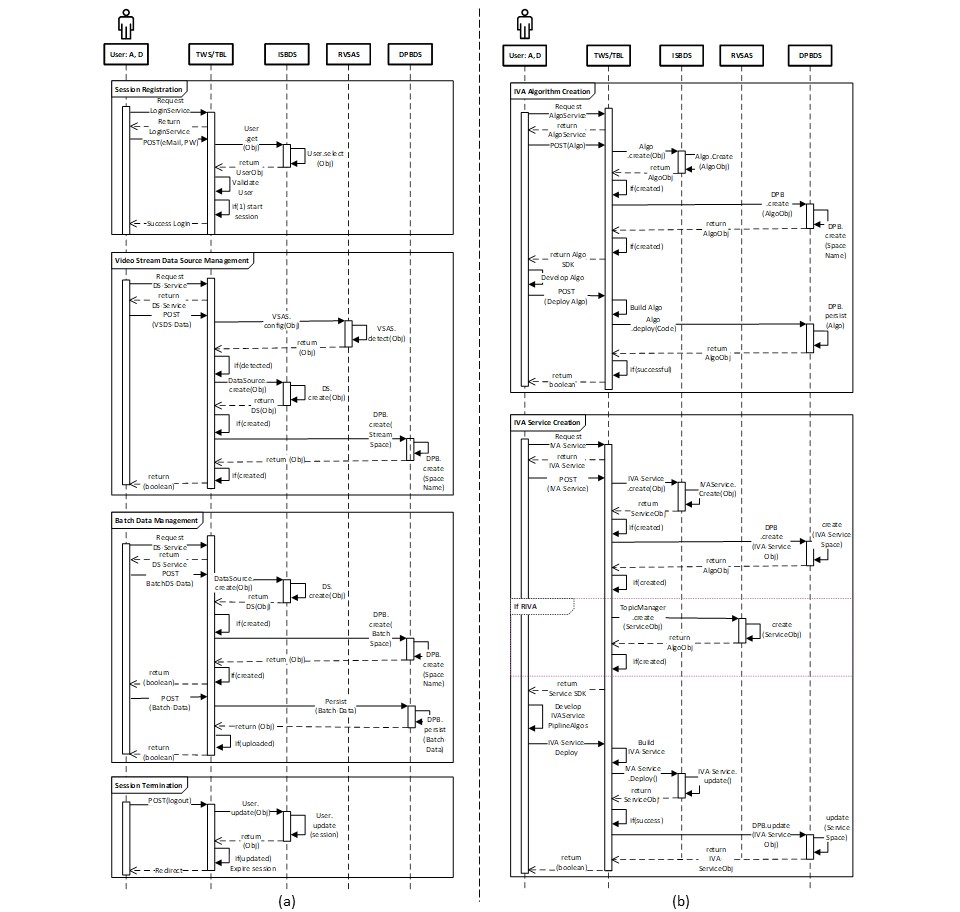 User: A, D
TWS/TBL
ISBDS
RVSAS
DPBDS
Session Registration
Request
LoginService
Return
LoginService
POST(eMail, PW)
User
.get
(Obj)
User.select
(Obj)
return
UserObj
Validate
User
if(1) start
session
Success Login
Video Stream Data Source Management
Request
DS-Service
return
DS-Service
POST
(VSDS-Data)
VSAS.
config(Obj)
VSAS.
detect(Obj)
return
(Obj)
if(detected)
DataSource.
create(Obj)
DS.
create(Obj)
return
DS(Obj)
if(created)
DPB.
create(
Stream
Space)
DPB.
create
(Space
Name)
return (Obj)
if(created)
return
(boolean)
Batch Data Management
Request
DS-Service
return
DS-Service
POST
BatchDS-Data)
DataSource.
create(Obj)
DS.
create(Obj)
return
DS(Obj)
if(created)
DPB.
create(
Batch
Space)
DPB.
create
(Space
Name)
return (Obj)
if(created)
return
(boolean)
POST
(Batch-Data)
Persist
(Batch-Data)
DPB.
persist
(Batch-
Data)
return (Obj)
if(uploaded)
return
(boolean)
Session Termination
POST(logout)
User.
update(Obj)
User.
update
(session)
return
(Obj)
if(updated)
Expire session
Redirect
(a)
User: A, D
TWS/TBL
ISBDS
RVSAS
DPBDS
IVA Algorithm Creation
Request
AlgoService
return
AlgoService
POST(Algo)
Algo
.create(Obj)
Algo.Create
(AlgoObj)
return
AlgoObj
If(created)
DPB
.create
(AlgoObj)
DPB.
create
(Space
Name)
return
AlgoObj
if(created)
return Algo
SDK
Develop Algo
POST
(Deploy Algo)
Build Algo
Algo
.deploy(Code)
DPB.
persist
(Algo)
return
AlgoObj
if(successful)
return
boolean
IVA Service Creation
Request
IVA Service
return
IVA-Service
POST
(IVA-Service)
IVA-Service
.create(Obj)
IVAService.
Create(Obj)
return
ServiceObj
If(created)
DPB
.create
(IVA-Service
Obj)
create
(IVA-Service
Space)
return
AlgoObj
if(created)
If RIVA
TopicManager
.create
(ServiceObj)
create
(ServiceObj)
return
AlgoObj
if(created)
return
Service SDK
Develop
IVAService
PiplineAlgos
IVA-Service
Deploy
Build
IVA-Service
IVA-Service
.Deploy()
IVA-Service.
update()
return
ServiceObj
if(success)
DPB.update
(IVA-Service
Obj)
update
(Service
Space)
return
IVA-
ServiceObj
return
(boolean)
(b)